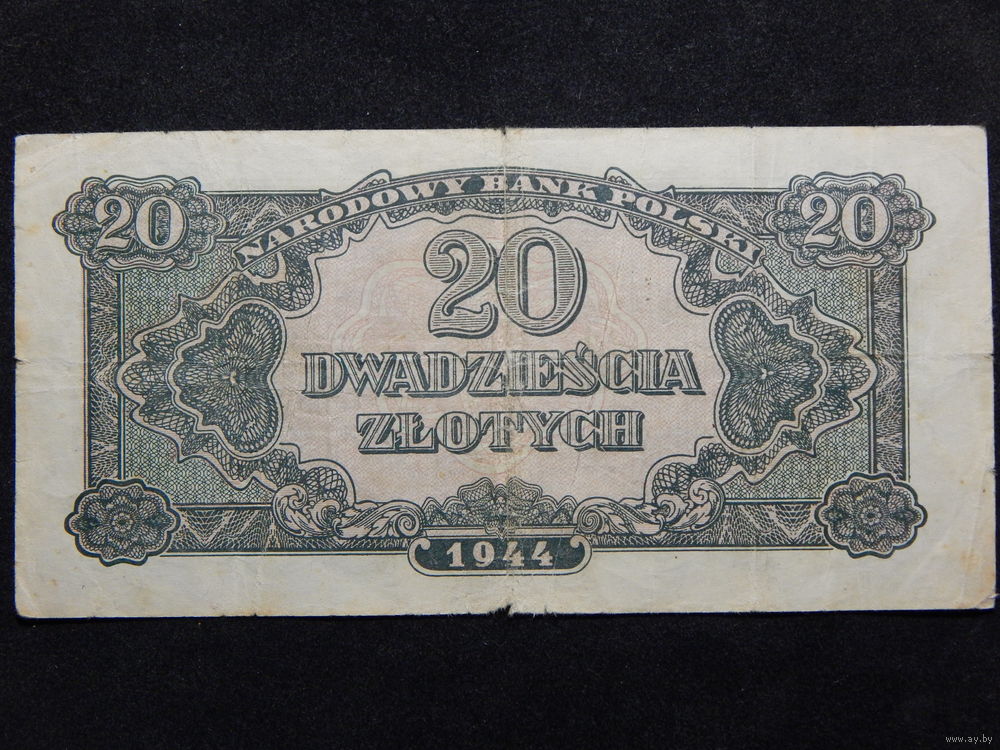 NARODOWY BANK POLSKI
20 20
20
DWADZIEŚCIA
ZŁOTYCH
1944
www.ay.by